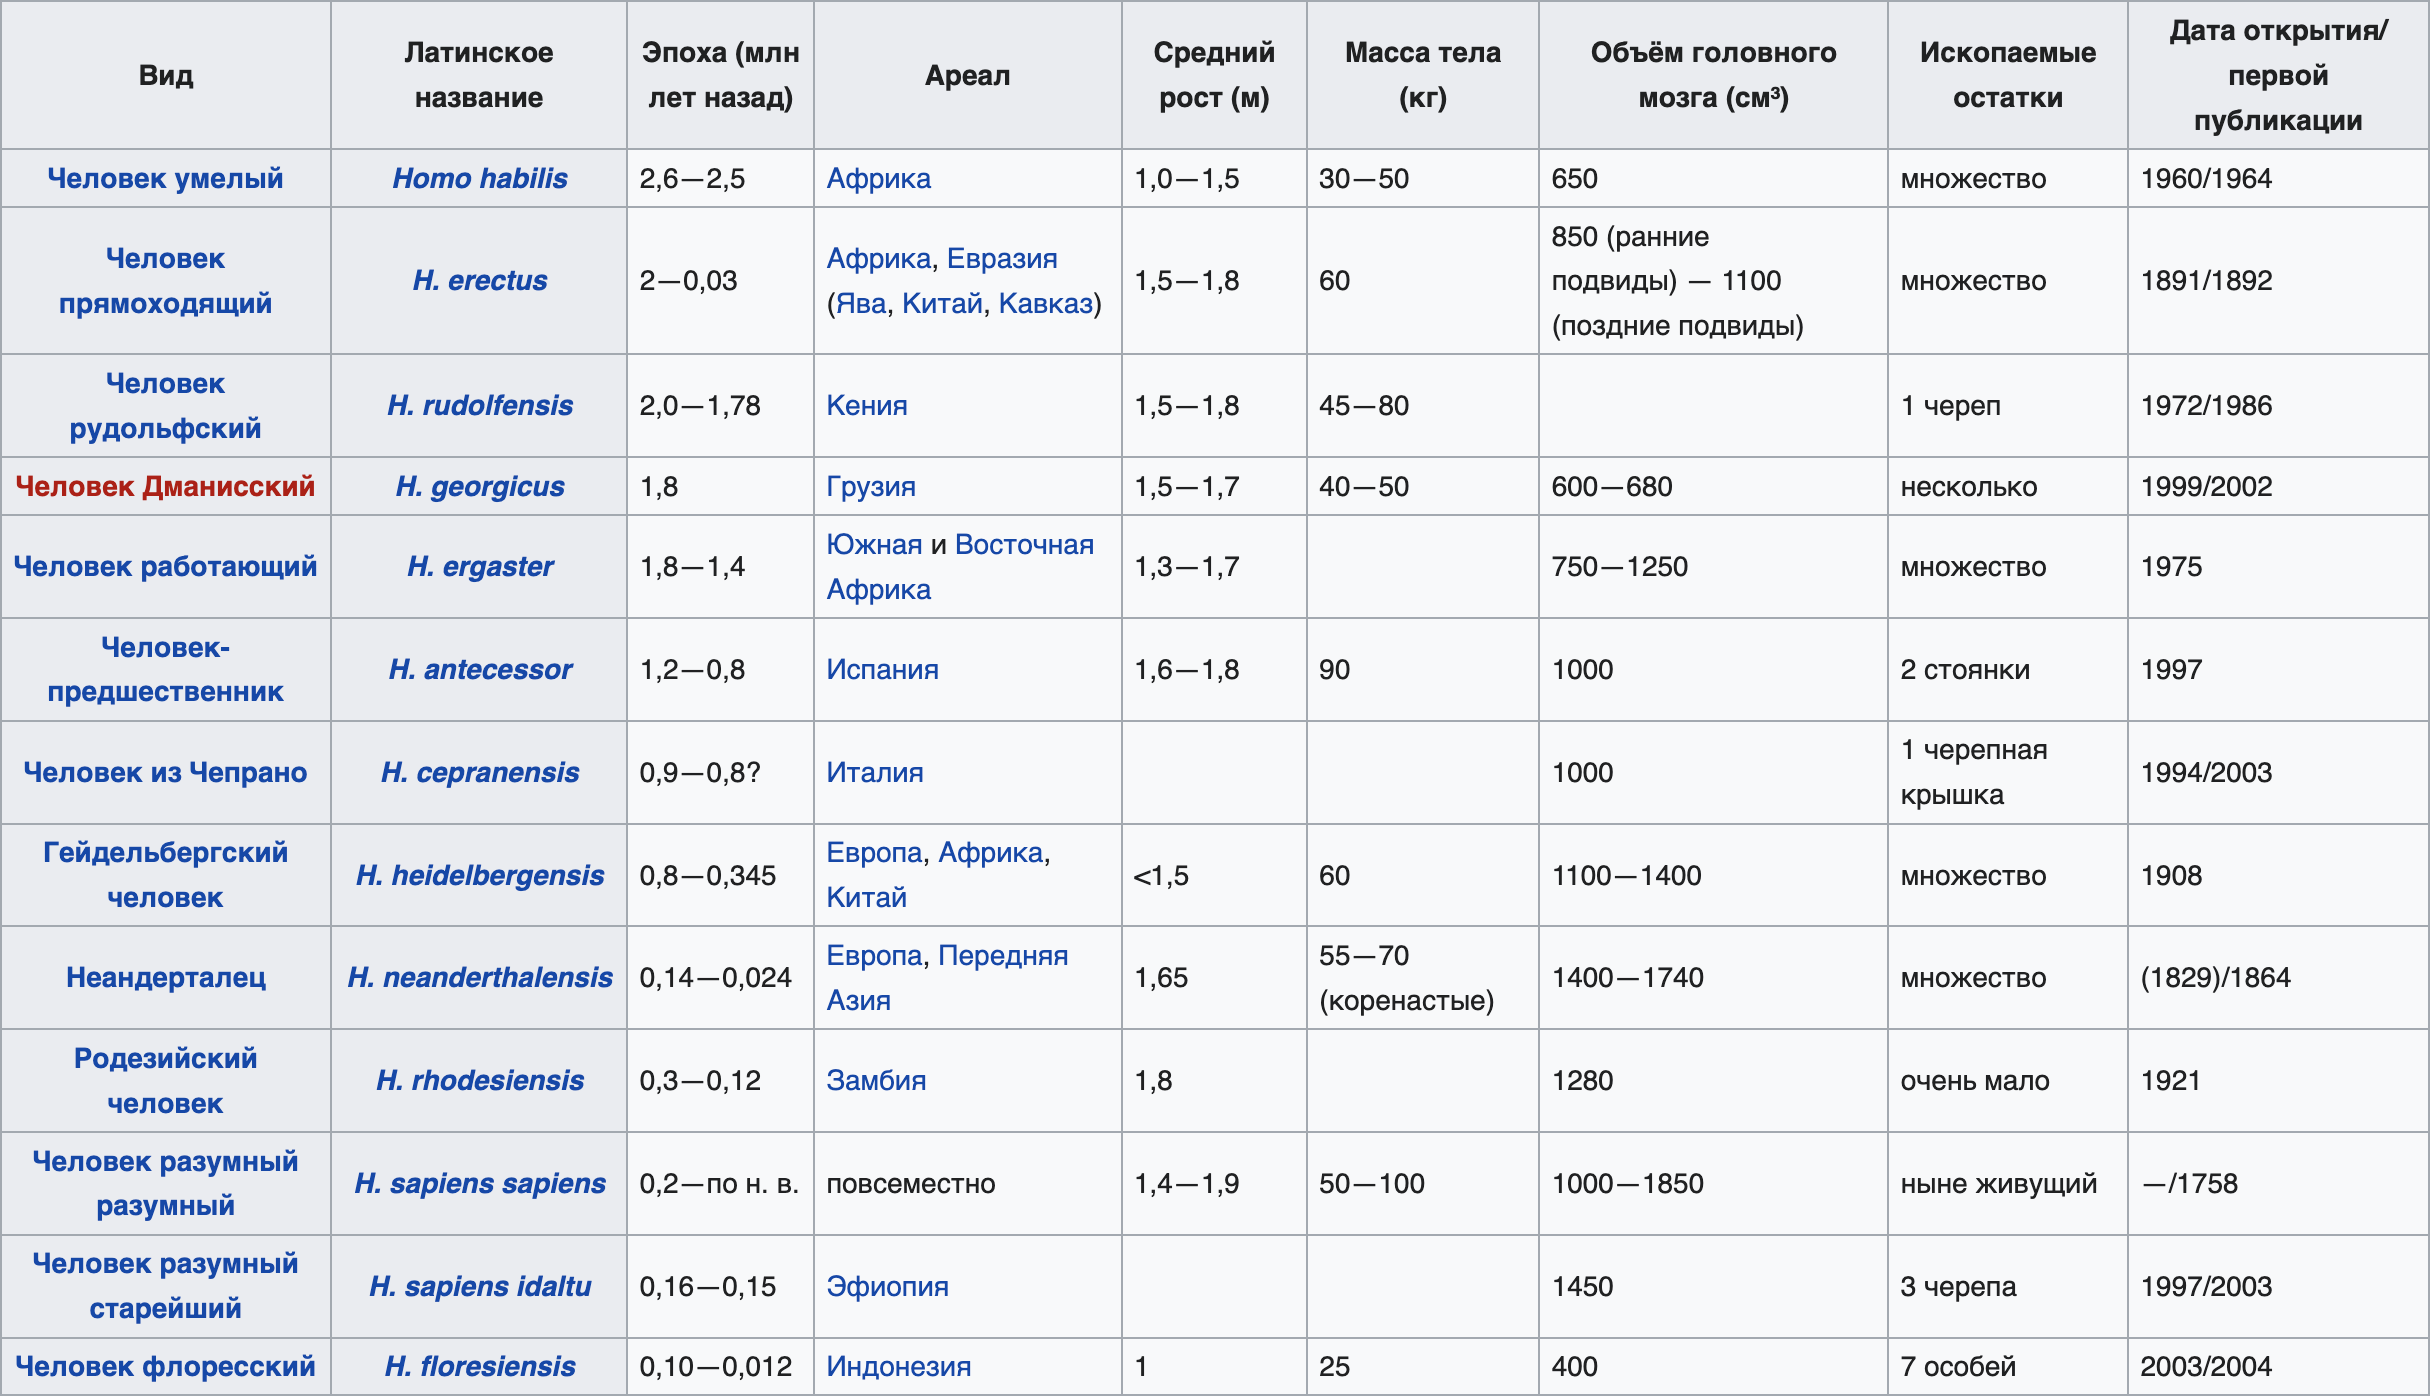 Вид | Латинское название | Эпоха (млн лет назад) | Ареал | Средний рост (м) | Масса тела (кг) | Объём головного мозга (см³) | Ископаемые остатки | Дата открытия/первой публикации
Человек умелый | Homo habilis | 2,6—2,5 | Африка | 1,0—1,5 | 30—50 | 650 | множество | 1960/1964
Человек прямоходящий | H. erectus | 2—0,03 | Африка, Евразия (Ява, Китай, Кавказ) | 1,5—1,8 | 60 | 850 (ранние подвиды) — 1100 (поздние подвиды) | множество | 1891/1892
Человек рудольфский | H. rudolfensis | 2,0—1,78 | Кения | 1,5—1,8 | 45—80 | | 1 череп | 1972/1986
Человек Дманисский | H. georgicus | 1,8 | Грузия | 1,5—1,7 | 40—50 | 600—680 | несколько | 1999/2002
Человек работающий | H. ergaster | 1,8—1,4 | Южная и Восточная Африка | 1,3—1,7 | | 750—1250 | множество | 1975
Человек-предшественник | H. antecessor | 1,2—0,8 | Испания | 1,6—1,8 | 90 | 1000 | 2 стоянки | 1997
Человек из Чепрано | H. cepranensis | 0,9—0,8? | Италия | | | 1000 | 1 черепная крышка | 1994/2003
Гейдельбергский человек | H. heidelbergensis | 0,8—0,345 | Европа, Африка, Китай | <1,5 | 60 | 1100—1400 | множество | 1908
Неандерталец | H. neanderthalensis | 0,14—0,024 | Европа, Передняя Азия | 1,65 | 55—70 (коренастые) | 1400—1740 | множество | (1829)/1864
Родезийский человек | H. rhodesiensis | 0,3—0,12 | Замбия | 1,8 | | 1280 | очень мало | 1921
Человек разумный разумный | H. sapiens sapiens | 0,2—по н. в. | повсеместно | 1,4—1,9 | 50—100 | 1000—1850 | ныне живущий | —/1758
Человек разумный старейший | H. sapiens idaltu | 0,16—0,15 | Эфиопия | | | 1450 | 3 черепа | 1997/2003
Человек флоресский | H. floresiensis | 0,10—0,012 | Индонезия | 1 | 25 | 400 | 7 особей | 2003/2004